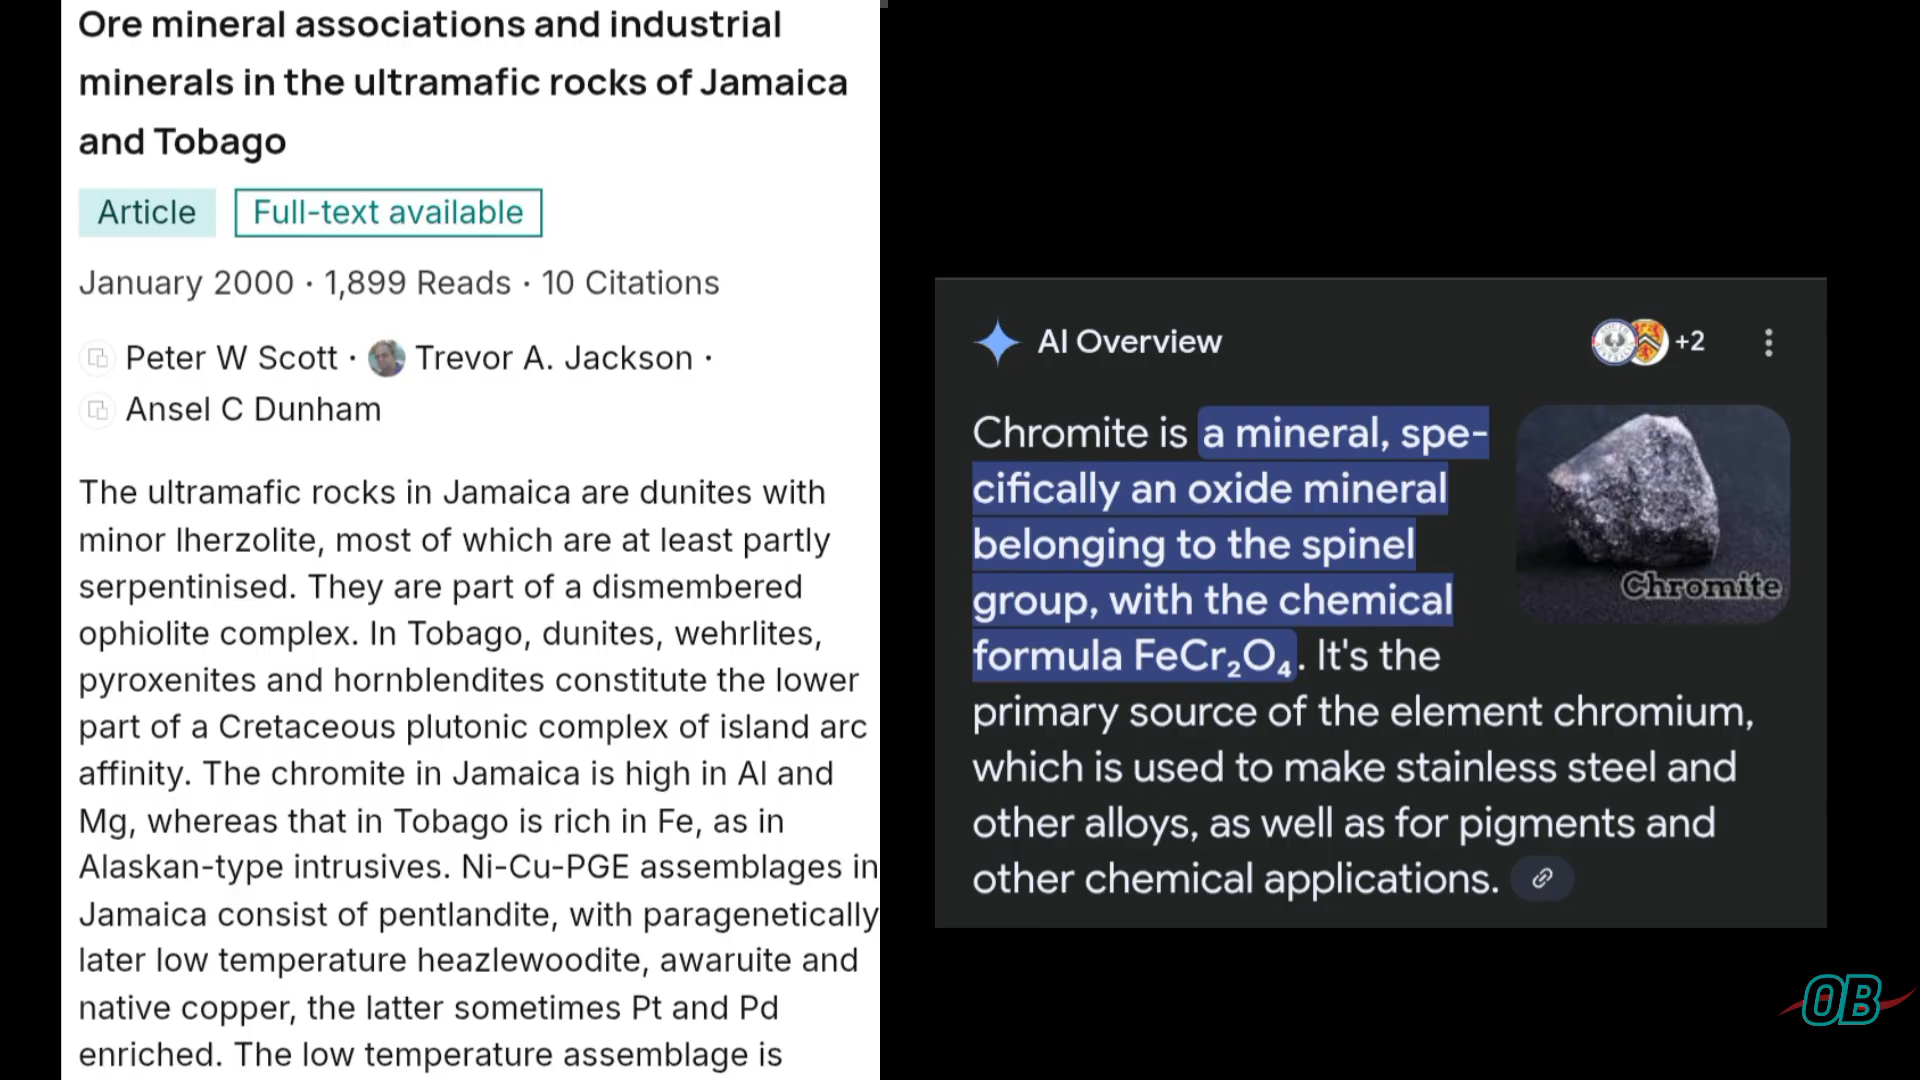 Ore mineral associations and industrial
minerals in the ultramafic rocks of Jamaica
and Tobago
Article
Full-text available
January 2000 · 1,899 Reads · 10 Citations
Peter W Scott · Trevor A. Jackson ·
Ansel C Dunham
The ultramafic rocks in Jamaica are dunites with
minor lherzolite, most of which are at least partly
serpentinised. They are part of a dismembered
ophiolite complex. In Tobago, dunites, wehrlites,
pyroxenites and hornblendites constitute the lower
part of a Cretaceous plutonic complex of island arc
affinity. The chromite in Jamaica is high in Al and
Mg, whereas that in Tobago is rich in Fe, as in
Alaskan-type intrusives. Ni-Cu-PGE assemblages in
Jamaica consist of pentlandite, with paragenetically
later low temperature heazlewoodite, awaruite and
native copper, the latter sometimes Pt and Pd
enriched. The low temperature assemblage is
AI Overview
+2
Chromite is a mineral, spe-
cifically an oxide mineral
belonging to the spinel
group, with the chemical
formula FeCr₂O₄. It's the
primary source of the element chromium,
which is used to make stainless steel and
other alloys, as well as for pigments and
other chemical applications.
Chromite
OB